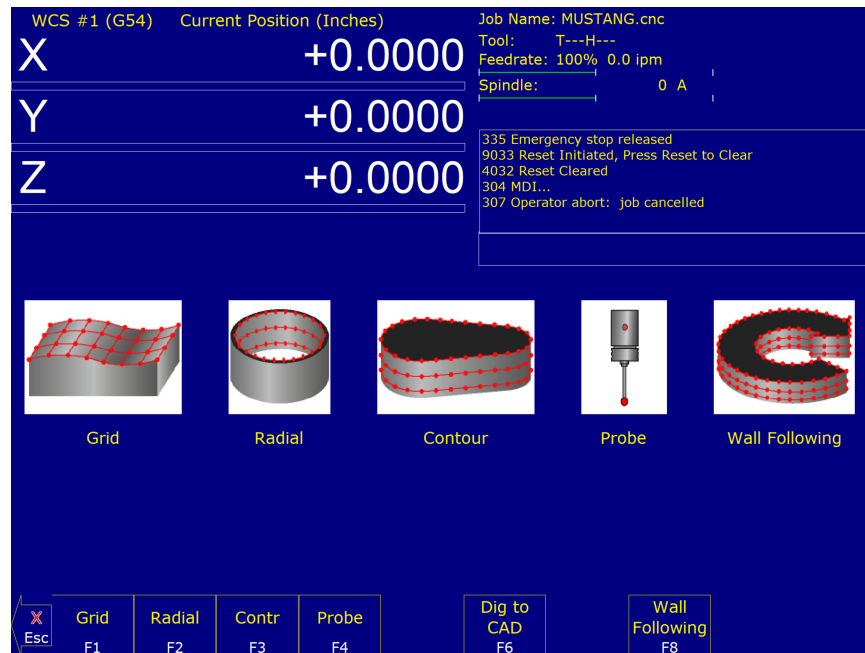 WCS #1 (G54) Current Position (Inches)
X +0.0000
Y +0.0000
Z +0.0000
Job Name: MUSTANG.cnc
Tool: T---H---
Feedrate: 100% 0.0 ipm
Spindle: 0 A
335 Emergency stop released
9033 Reset Initiated, Press Reset to Clear
4032 Reset Cleared
304 MDI...
307 Operator abort: job cancelled
Grid Radial Contour Probe Wall Following
X
Esc
Grid
F1
Radial
F2
Contr
F3
Probe
F4
Dig to
CAD
F6
Wall
Following
F8